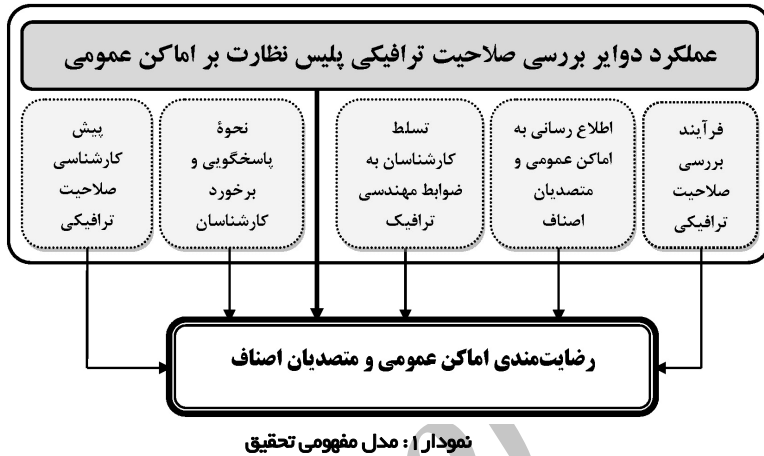 عملکرد دوایر بررسی صلاحیت ترافیکی پلیس نظارت بر اماکن عمومی
فرآیند
بررسی
صلاحیت
ترافیکی
اطلاع رسانی به
اماکن عمومی و
متصدیان
اصناف
تسلط
کارشناسان به
ضوابط مهندسی
ترافیک
نحوۀ
پاسخگویی و
برخورد
کارشناسان
پیش
کارشناسی
صلاحیت
ترافیکی
رضایت‌مندی اماکن عمومی و متصدیان اصناف
نمودار ۱: مدل مفهومی تحقیق